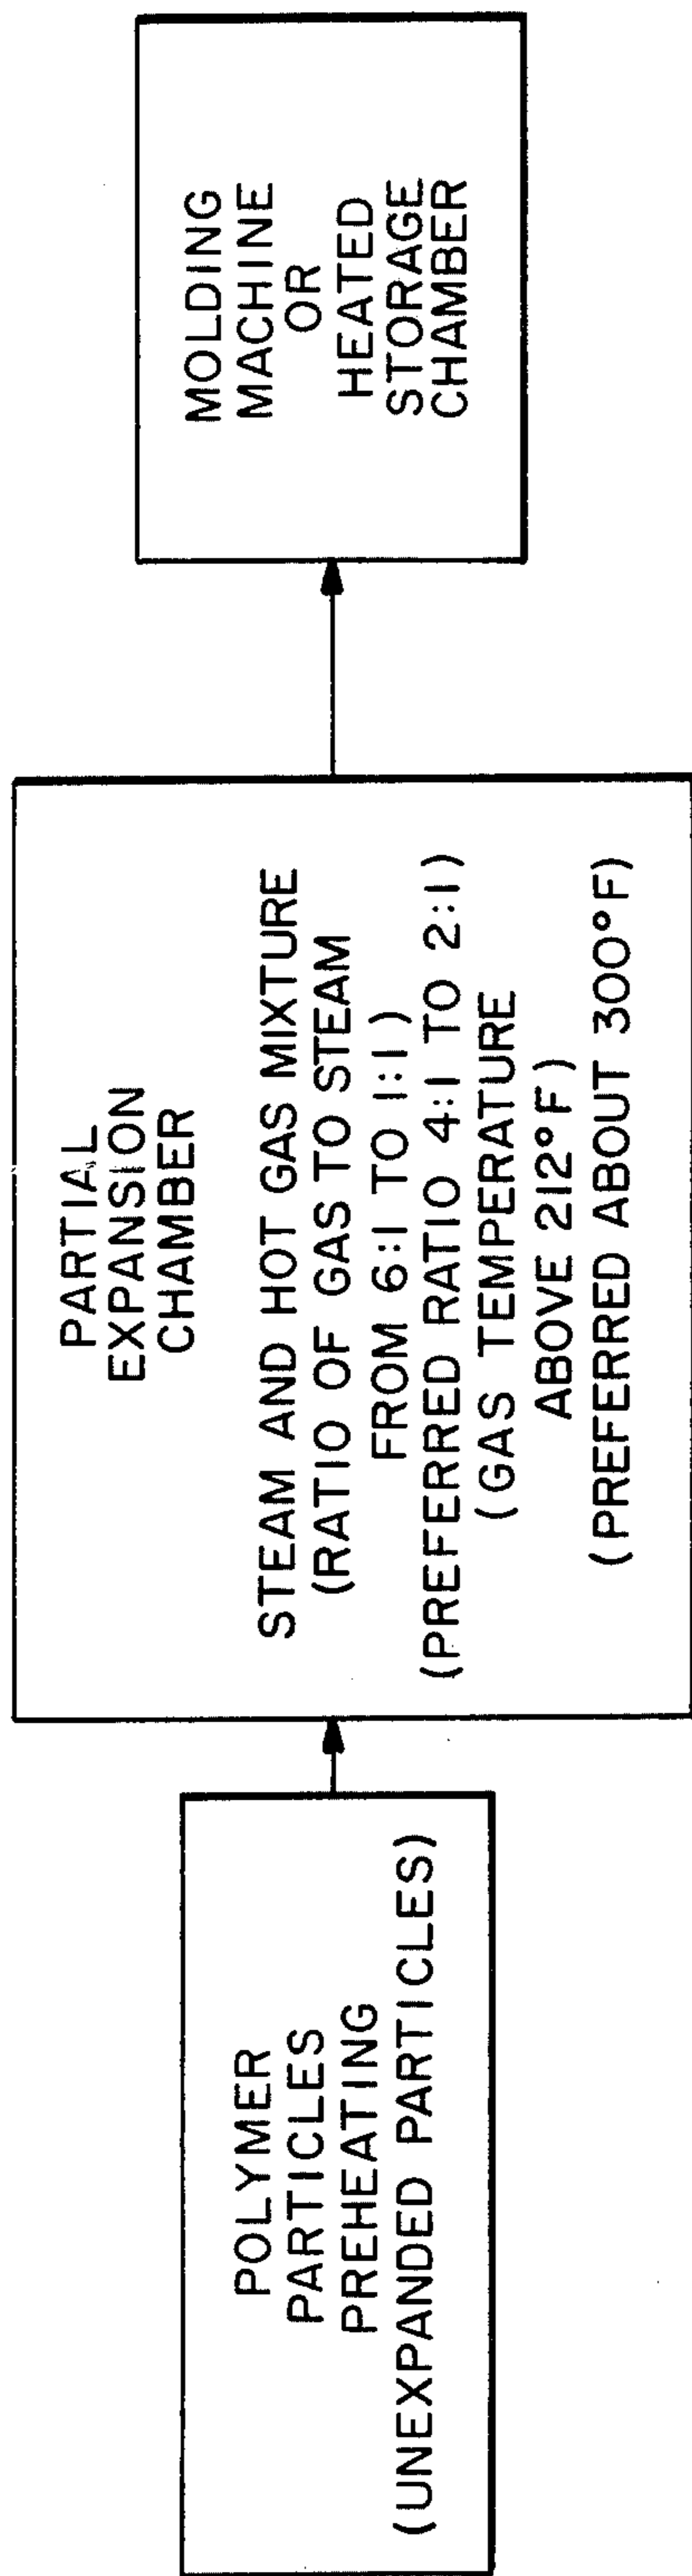 POLYMER
PARTICLES
PREHEATING
(UNEXPANDED PARTICLES)
PARTIAL
EXPANSION
CHAMBER
STEAM AND HOT GAS MIXTURE
(RATIO OF GAS TO STEAM
FROM 6:1 TO 1:1)
(PREFERRED RATIO 4:1 TO 2:1)
(GAS TEMPERATURE
ABOVE 212°F)
(PREFERRED ABOUT 300°F)
MOLDING
MACHINE
OR
HEATED
STORAGE
CHAMBER